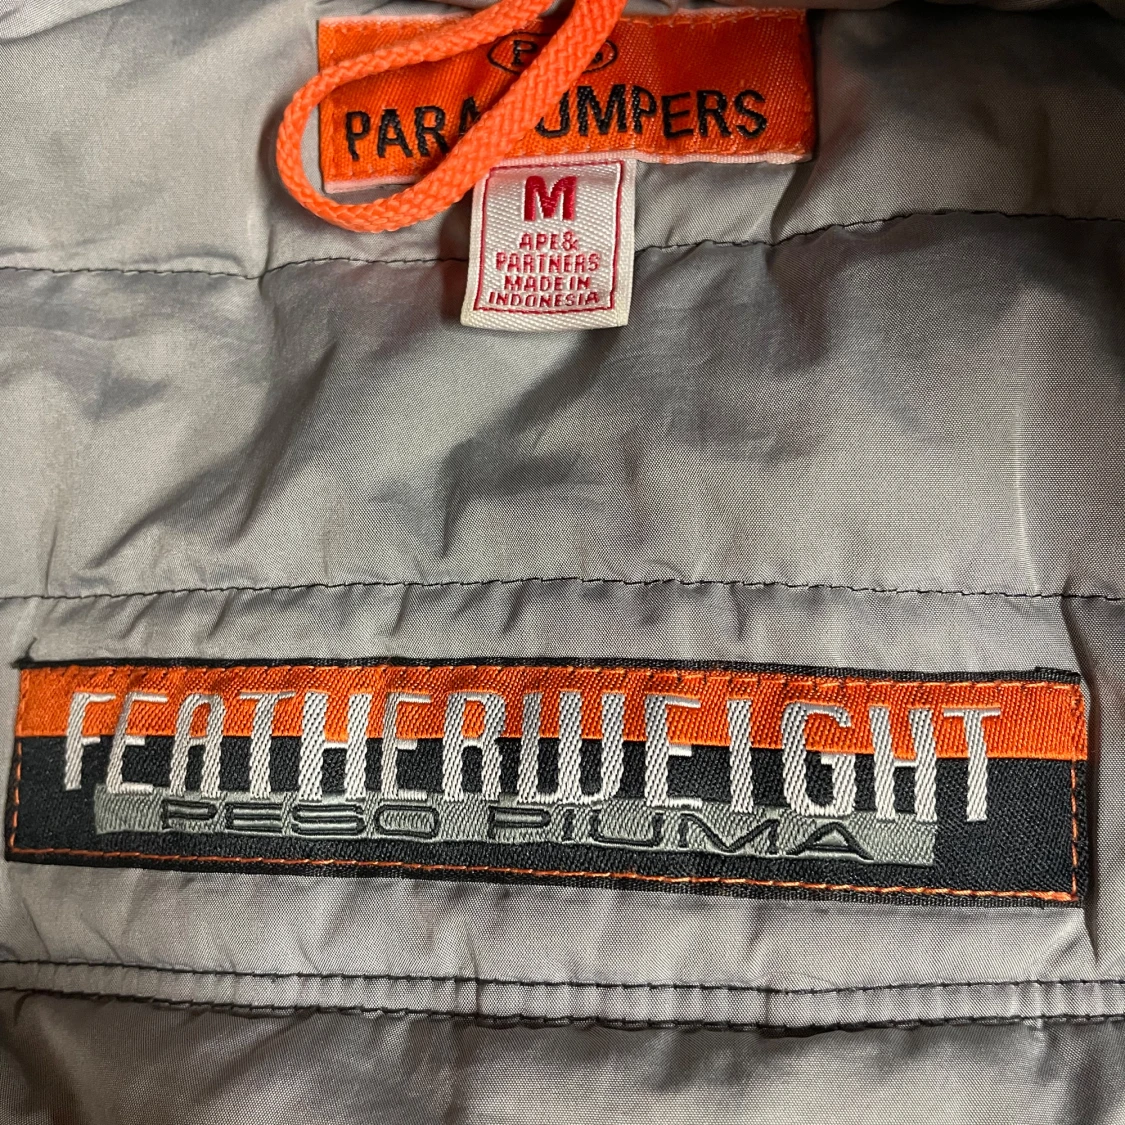 PARAJUMPERS
M
APE&
PARTNERS
MADE IN
INDONESIA
FEATHERWEIGHT
PESO PIUMA